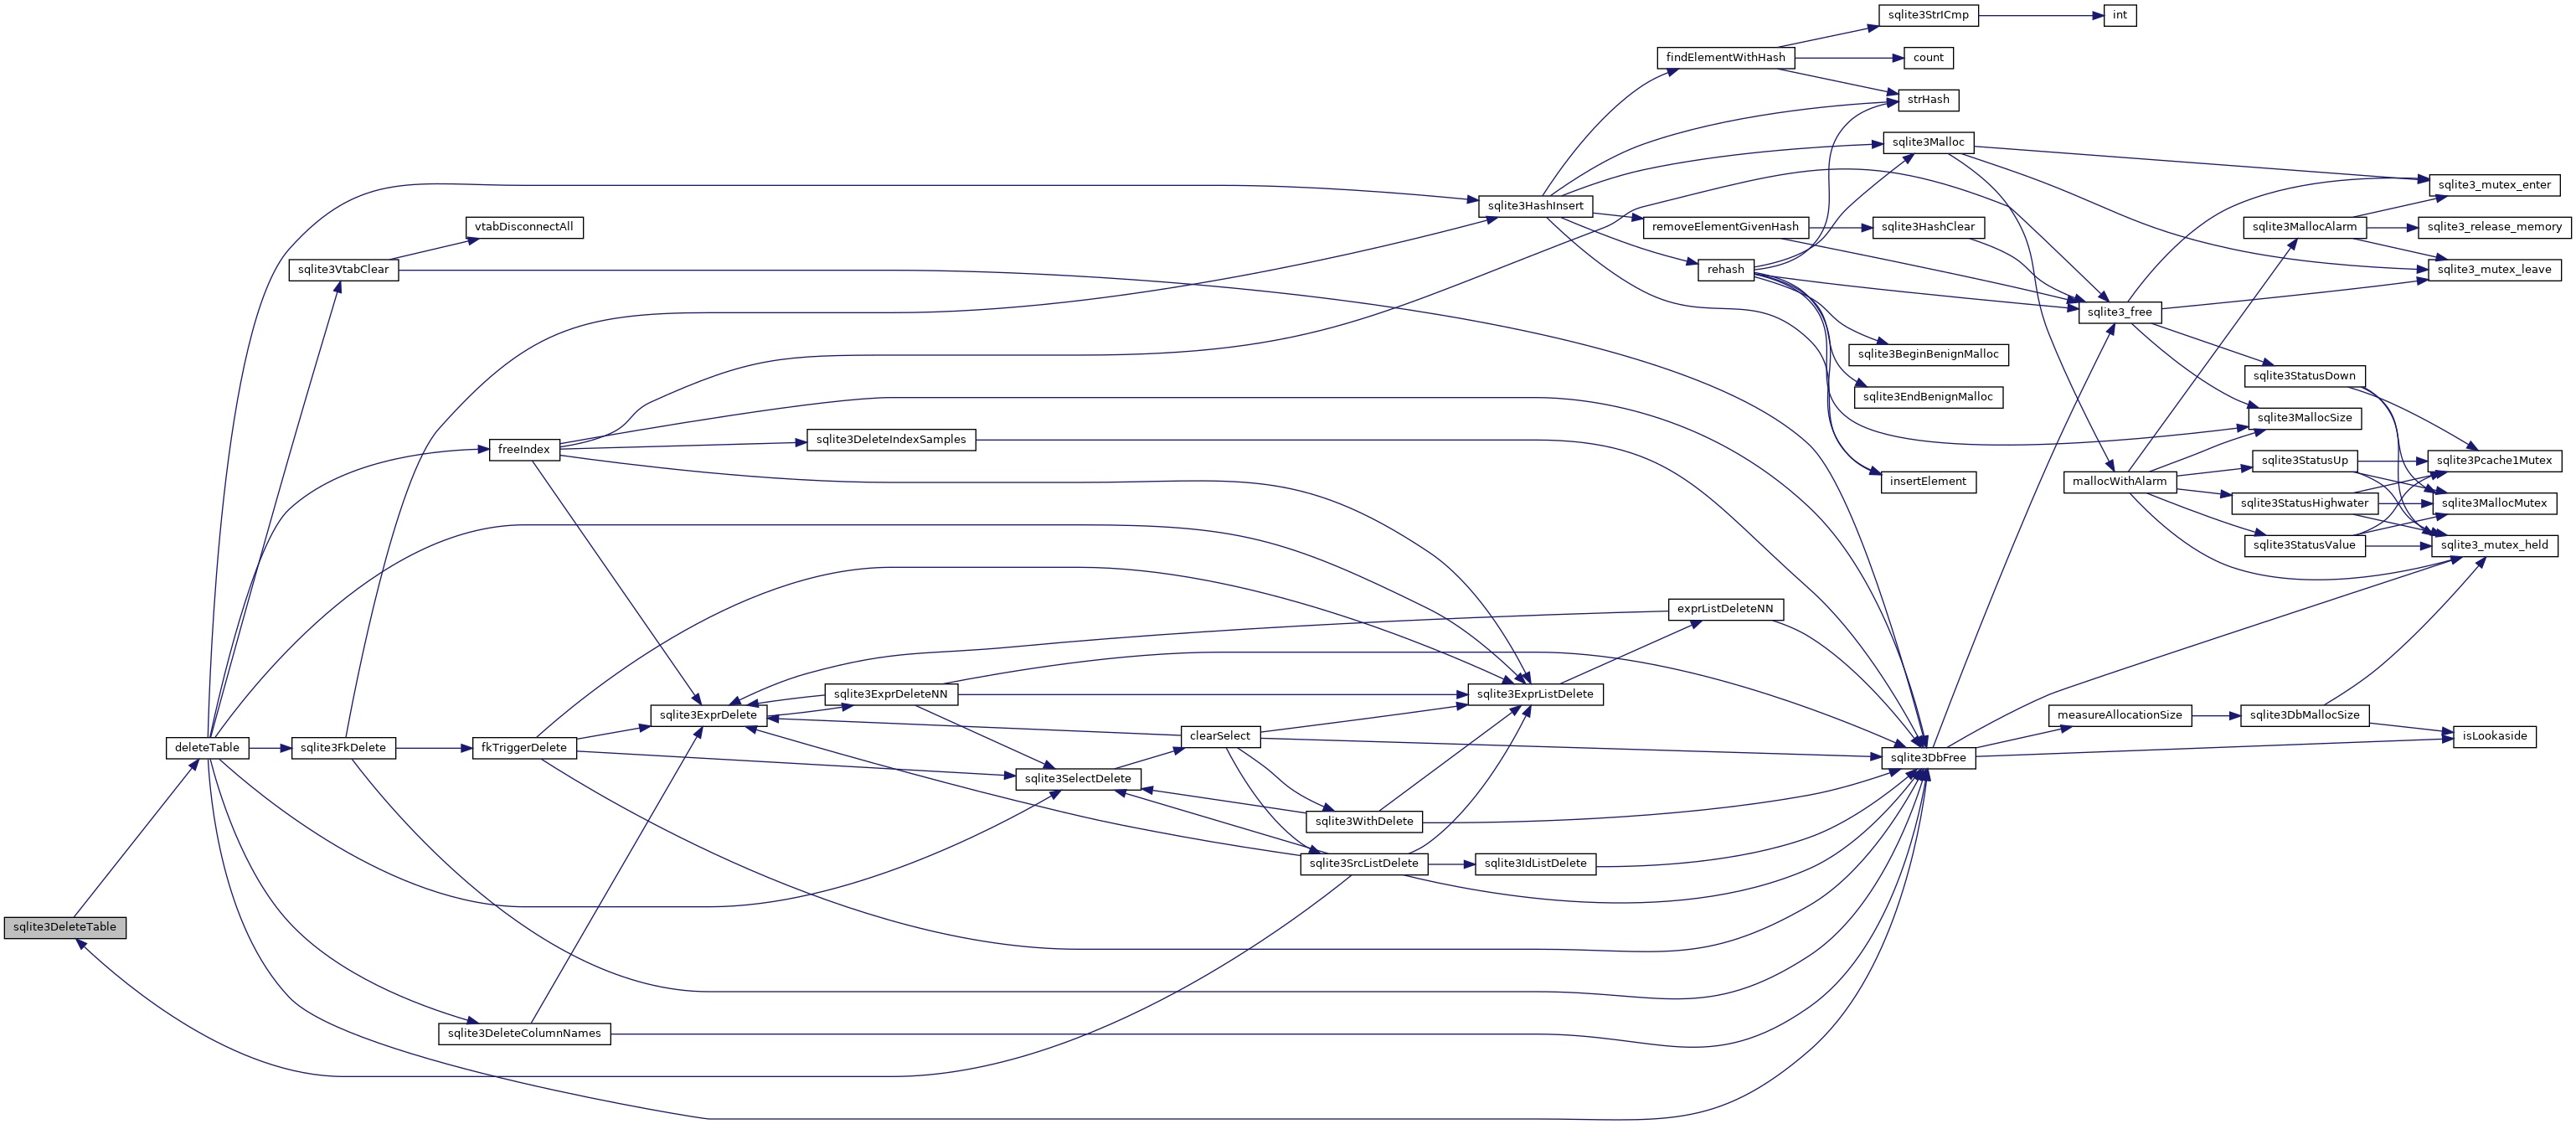 sqlite3StrICmp
int
findElementWithHash
count
strHash
sqlite3Malloc
sqlite3_mutex_enter
sqlite3HashInsert
vtabDisconnectAll
removeElementGivenHash
sqlite3HashClear
sqlite3MallocAlarm
sqlite3_release_memory
sqlite3VtabClear
rehash
sqlite3_mutex_leave
sqlite3_free
sqlite3BeginBenignMalloc
sqlite3StatusDown
sqlite3EndBenignMalloc
sqlite3MallocSize
freeIndex
sqlite3DeleteIndexSamples
sqlite3StatusUp
sqlite3Pcache1Mutex
insertElement
mallocWithAlarm
sqlite3StatusHighwater
sqlite3MallocMutex
sqlite3StatusValue
sqlite3_mutex_held
exprListDeleteNN
sqlite3ExprDeleteNN
sqlite3ExprListDelete
sqlite3ExprDelete
measureAllocationSize
sqlite3DbMallocSize
clearSelect
isLookaside
deleteTable
sqlite3FkDelete
fkTriggerDelete
sqlite3DbFree
sqlite3SelectDelete
sqlite3WithDelete
sqlite3SrcListDelete
sqlite3IdListDelete
sqlite3DeleteTable
sqlite3DeleteColumnNames